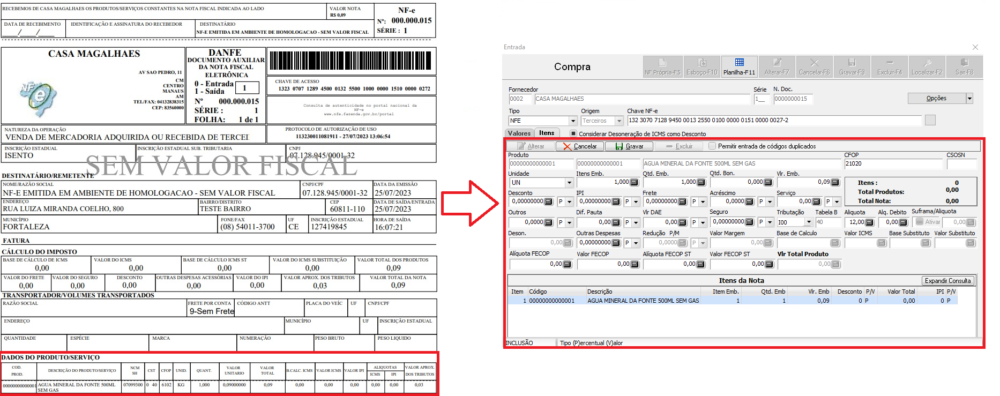 RECEBEMOS DE CASA MAGALHAES OS PRODUTOS/SERVIÇOS CONSTANTES NA NOTA FISCAL INDICADA AO LADO
VALOR NOTA
R$ 0,09
NF-e
Nº: 000.000.015
SÉRIE : 1
DATA DE RECEBIMENTO
___/___/___
IDENTIFICAÇÃO E ASSINATURA DO RECEBEDOR
DESTINATÁRIO
NF-E EMITIDA EM AMBIENTE DE HOMOLOGACAO - SEM VALOR FISCAL
CASA MAGALHAES
AV SAO PEDRO, 11
CM
CENTRO
MANAUS
AM
TEL/FAX: 04132838315
CEP: 83560000
NF e
DANFE
DOCUMENTO AUXILIAR
DA NOTA FISCAL
ELETRÔNICA
0 - Entrada
1 - Saída
1
Nº 000.000.015
SÉRIE : 1
FOLHA: 1 de 1
CHAVE DE ACESSO
1323 0707 1289 4500 0132 5500 1000 0000 1510 0000 0272
Consulta de autenticidade no portal nacional da
NF-e
www.nfe.fazenda.gov.br/portal
NATUREZA DA OPERAÇÃO
VENDA DE MERCADORIA ADQUIRIDA OU RECEBIDA DE TERCEI
PROTOCOLO DE AUTORIZAÇÃO DE USO
113230011081911 - 27/07/2023 13:06:54
INSCRIÇÃO ESTADUAL
ISENTO
INSCRIÇÃO ESTADUAL SUB. TRIBUTARIA
CNPJ
07.128.945/0001-32
SEM VALOR FISCAL
DESTINATÁRIO/REMETENTE
NOME/RAZÃO SOCIAL
NF-E EMITIDA EM AMBIENTE DE HOMOLOGACAO - SEM VALOR FISCAL
CNPJ/CPF
07.128.945/0001-32
DATA DA EMISSÃO
25/07/2023
ENDEREÇO
RUA LUIZA MIRANDA COELHO, 800
BAIRRO/DISTRITO
TESTE BAIRRO
CEP
60811-110
DATA DE SAÍDA/ENTRADA
25/07/2023
MUNICÍPIO
FORTALEZA
FONE/FAX
(08) 54011-3700
UF
CE
INSCRIÇÃO ESTADUAL
127419845
HORA DE SAÍDA
16:07:21
FATURA
CÁLCULO DO IMPOSTO
BASE DE CÁLCULO DE ICMS
0,00
VALOR DO ICMS
0,00
BASE DE CÁLCULO ICMS ST
0,00
VALOR DO ICMS SUBSTITUIÇÃO
0,00
VALOR TOTAL DOS PRODUTOS
0,09
VALOR DO FRETE
0,00
VALOR DO SEGURO
0,00
DESCONTO
0,00
OUTRAS DESPESAS ACESSÓRIAS
0,00
VALOR DO IPI
0,00
VALOR APROX. DOS TRIBUTOS
0,03
VALOR TOTAL DA NOTA
0,09
TRANSPORTADOR/VOLUMES TRANSPORTADOS
RAZÃO SOCIAL
FRETE POR CONTA
9-Sem Frete
CÓDIGO ANTT
PLACA DO VEÍC
UF
CNPJ/CPF
ENDEREÇO
MUNICÍPIO
UF
INSCRIÇÃO ESTADUAL
QUANTIDADE
ESPÉCIE
MARCA
NUMERAÇÃO
PESO BRUTO
PESO LIQUIDO
DADOS DO PRODUTO/SERVIÇO
COD. PROD. DESCRIÇÃO DO PRODUTO/SERVIÇO NCM SH CST CFOP UNID. QUANT. VALOR UNITARIO VALOR TOTAL B.CALC. ICMS VALOR ICMS VALOR IPI ALIQUOTAS ICMS IPI VALOR APROX. DOS TRIBUTOS
00000000000001 AGUA MINERAL DA FONTE 500ML SEM GAS 07099300 0 40 6102 KG 1,000 0,09000000 0,09 0,00 0,00 0,00 0,00 0,00 0,03
Entrada
Compra
NF.Própria-F5 Esboço-F10 Planilha-F11 Alterar-F7 Cancelar-F6 Gravar-F9 Excluir-F4 Localizar-F2 Sair-F8
Fornecedor
0002 CASA MAGALHAES
Série
1__
N. Doc.
0000000015
Opções
Tipo
NFE
Origem
Terceiros
Chave NF-e
132 3070 7128 9450 0013 2550 0100 0000 0151 0000 0027-2
Valores Itens Considerar Desoneração de ICMS como Desconto
Alterar Cancelar Gravar Excluir Permitir entrada de códigos duplicados
Produto CFOP CSOSN
00000000000001 00000000000001 AGUA MINERAL DA FONTE 500ML SEM GAS 21020
Unidade Itens Emb. Qtd. Emb. Qtd. Bon. Vlr. Emb.
UN 1,000 1,000 0,000 0,09
Itens : 0
Total Produtos: 0,00
Total Nota: 0,00
Desconto IPI Frete Acréscimo Serviço
0,00000000 P 0,00000000 P 0,00000000 P 0,0000 P 0,00 P
Outros Dif. Pauta Vlr DAE Seguro Tributação Tabela B Aliquota Alq. Debito Suframa/Aliquota
0,0000 P 0,00 P 0,00 P 0,00000000 P I00 40 12,00 0,00 Ativar 0,00
Deson. Outras Despesas Redução P/M Valor Margem Base de Calculo Valor ICMS Base Substituto Valor Substituto
0,00 0,00000000 P 0,0000 P 0,00 0,00 0,00 0,00 0,00
Alíquota FECOP Valor FECOP Alíquota FECOP ST Valor FECOP ST Vlr Total Produto
0,00 0,00 0,00 0,00 0,00
Itens da Nota
Expandir Consulta
Item Código Descrição Item Emb. Qtd. Emb Vlr. Emb Desconto P/V Valor Total IPI P/V
1 00000000000001 AGUA MINERAL DA FONTE 500ML SEM GAS 1 1 0,09 0 P 0,00 0 P
INCLUSÃO Tipo (P)ercentual (V)alor